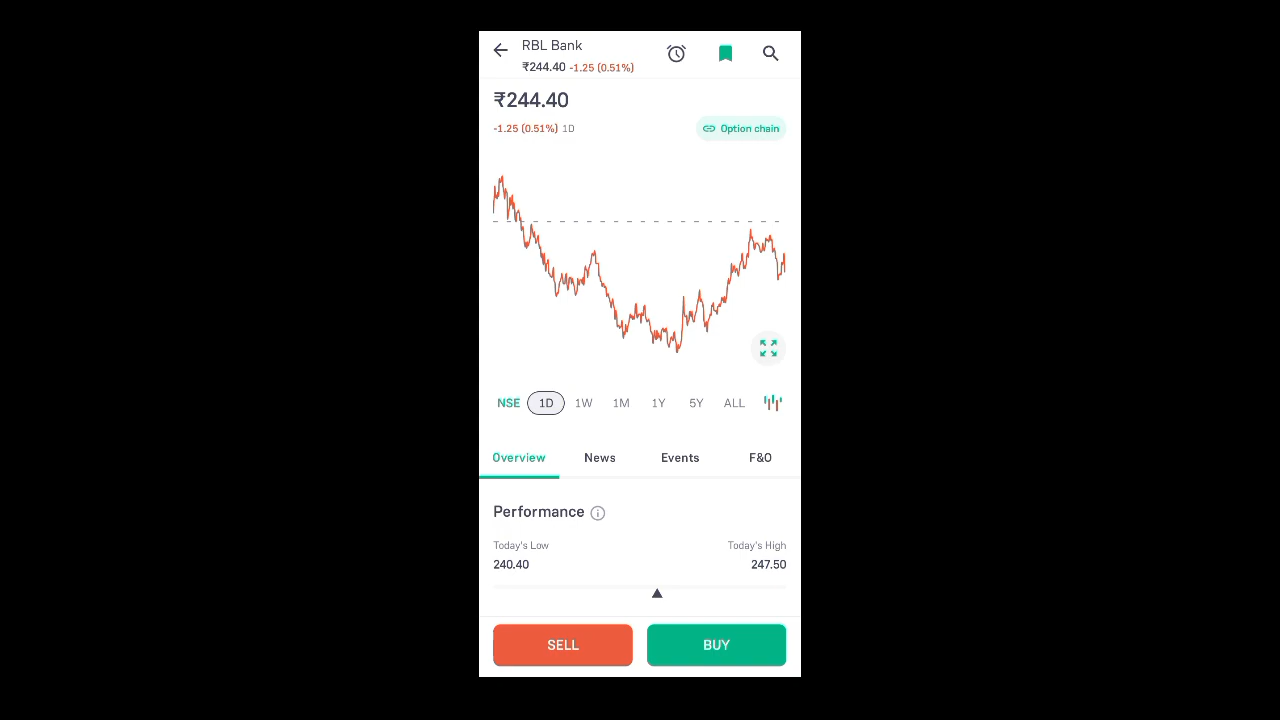 RBL Bank
₹244.40 -1.25 (0.51%)
₹244.40
-1.25 (0.51%) 1D
Option chain
NSE 1D 1W 1M 1Y 5Y ALL
Overview News Events F&O
Performance
Today's Low Today's High
240.40 247.50
SELL BUY